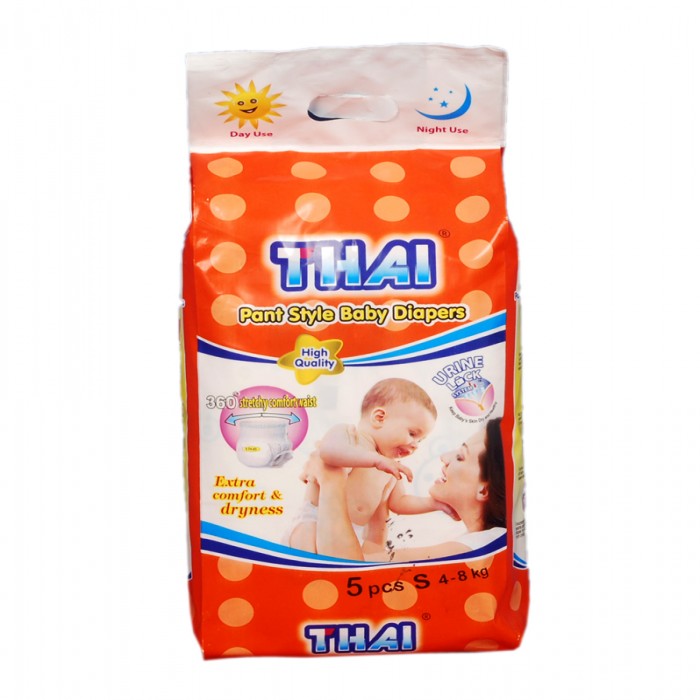 Day Use
Night Use
THAI ®
Pant Style Baby Diapers
High
Quality
URINE
LOCK
SYSTEM
360° stretchy comfort waist
Extra
comfort &
dryness
5 pcs S 4-8 kg
THAI ®